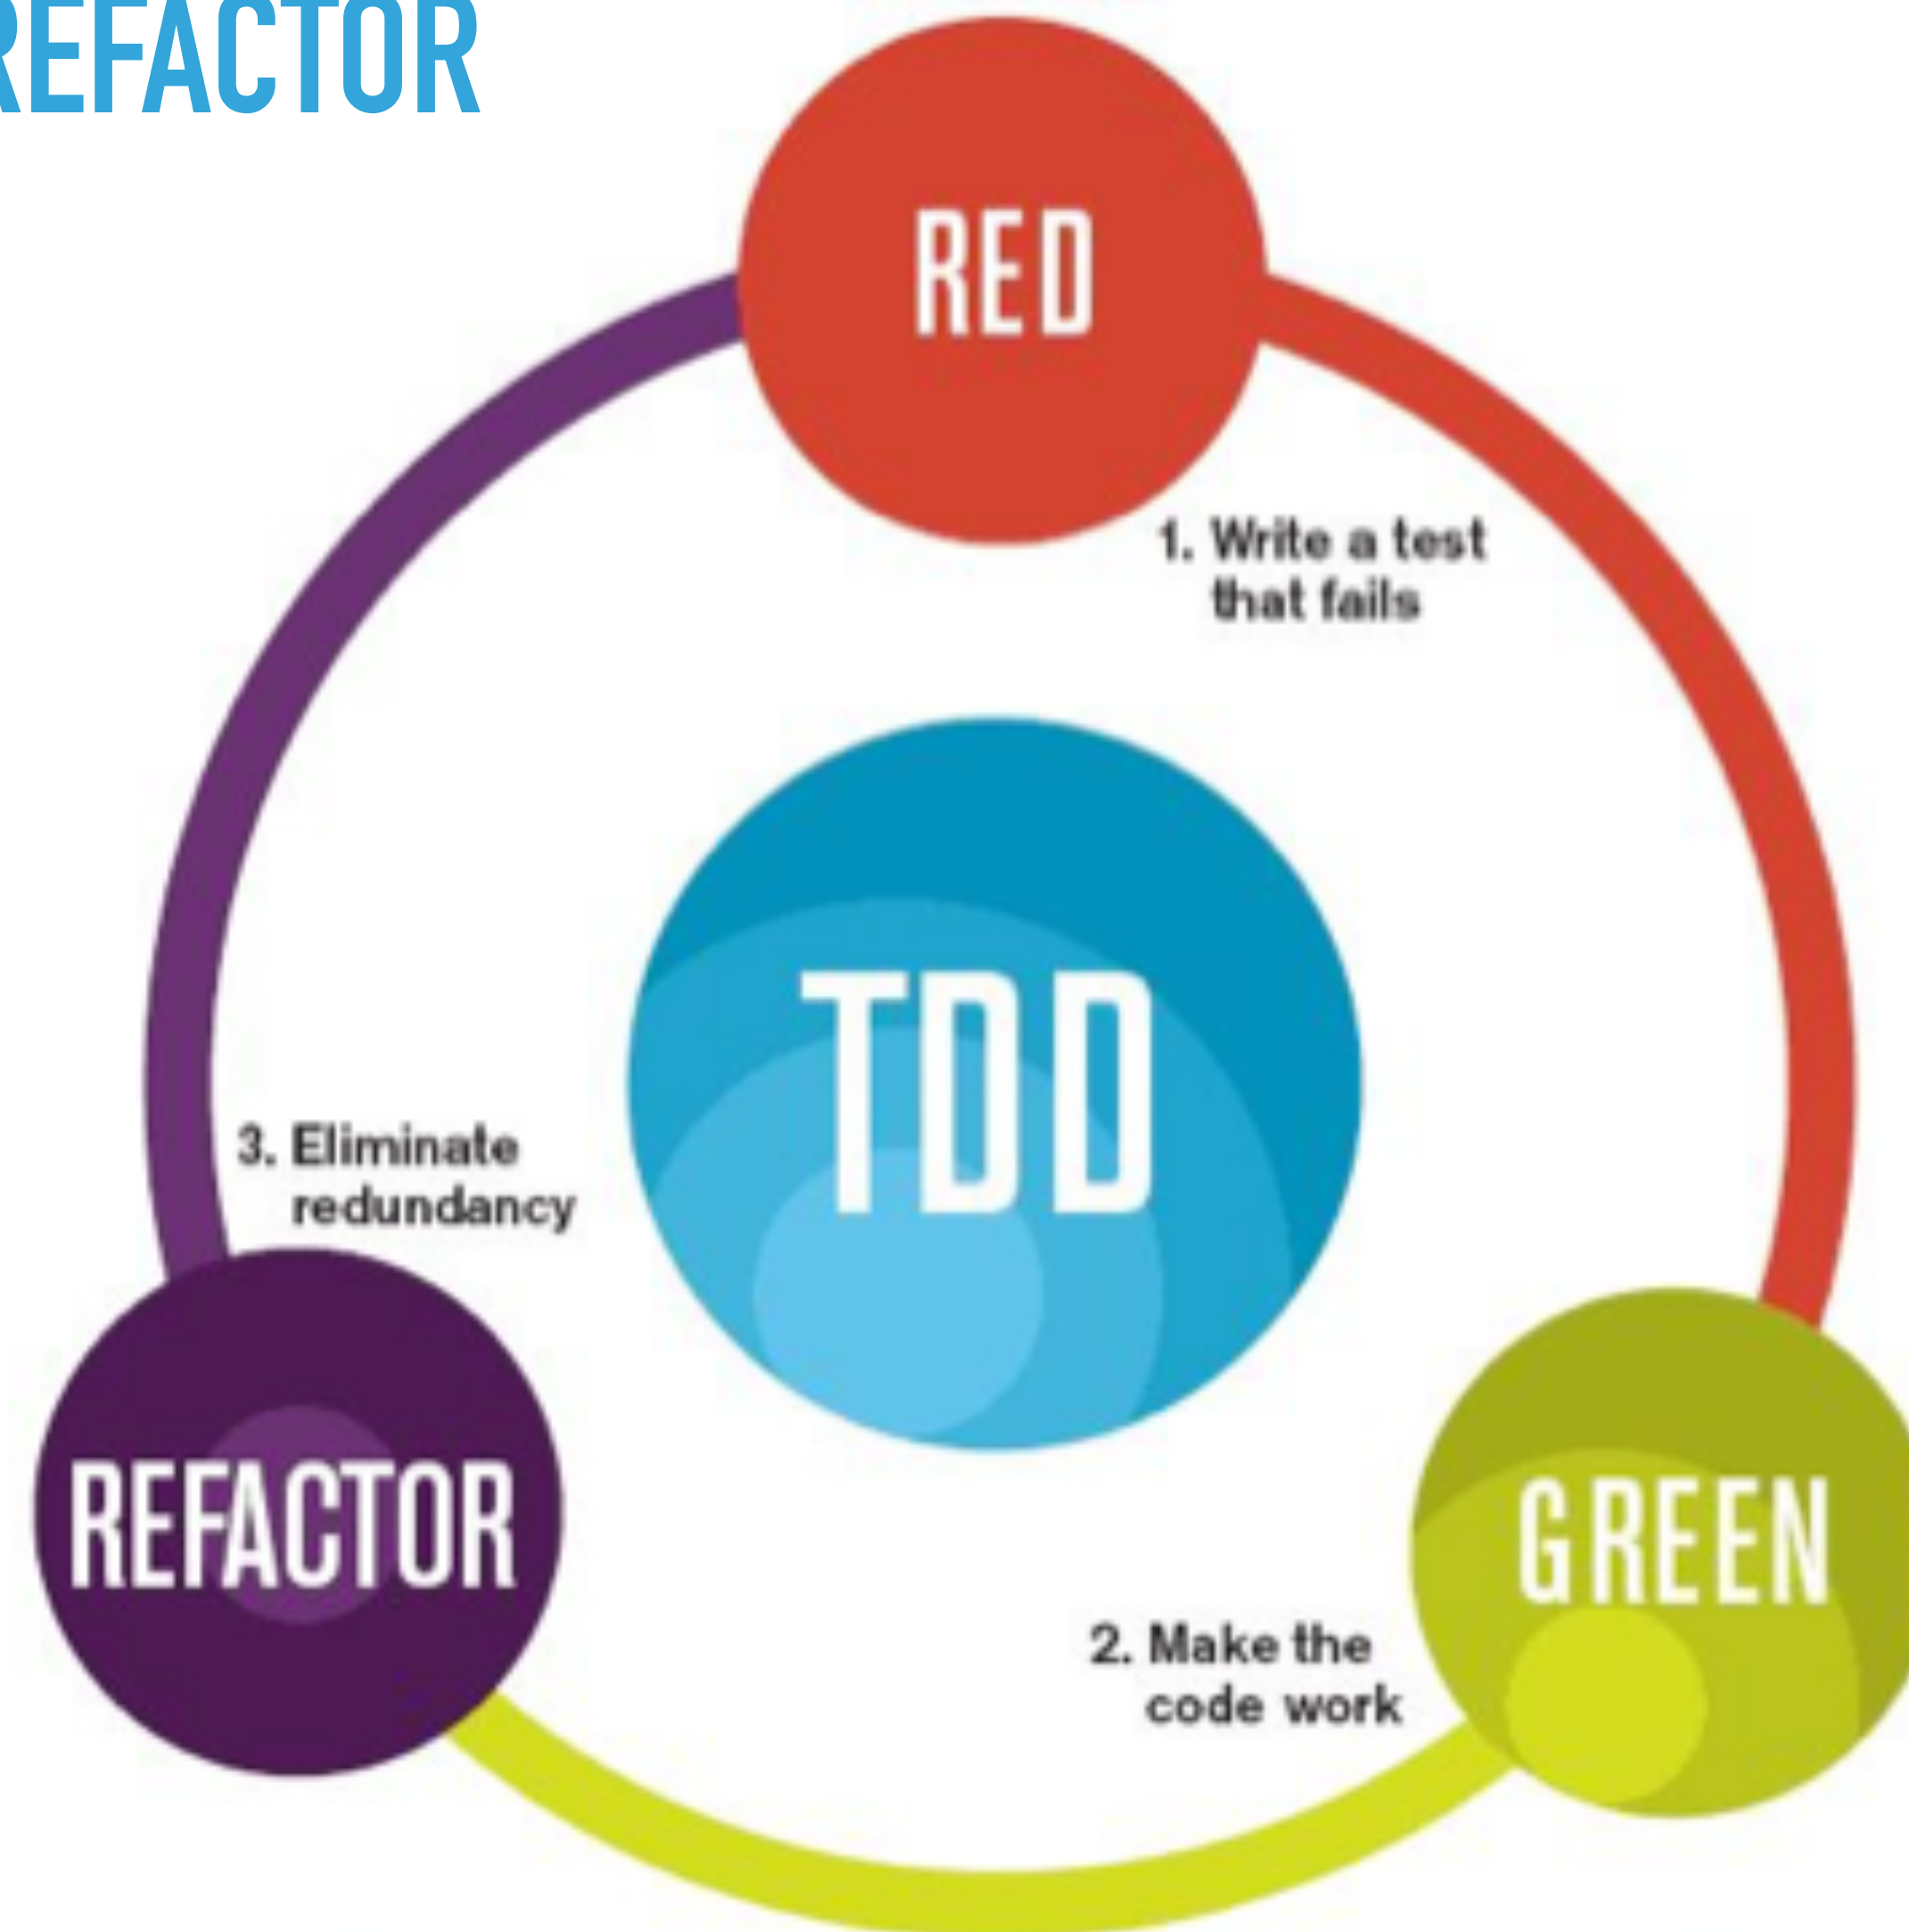 REFACTOR
RED
1. Write a test
that fails
TDD
3. Eliminate
redundancy
REFACTOR
GREEN
2. Make the
code work